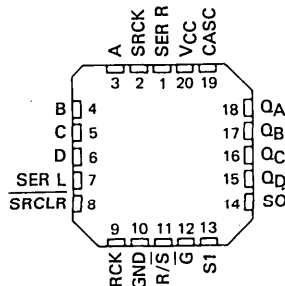 A
SRCK
SER R
VCC
CASC
3 2 1 20 19
B 4
C 5
D 6
SER L 7
SRCLR 8
18 QA
17 QB
16 QC
15 QD
14 SO
9 10 11 12 13
RCK
GND
R/S
G
S1